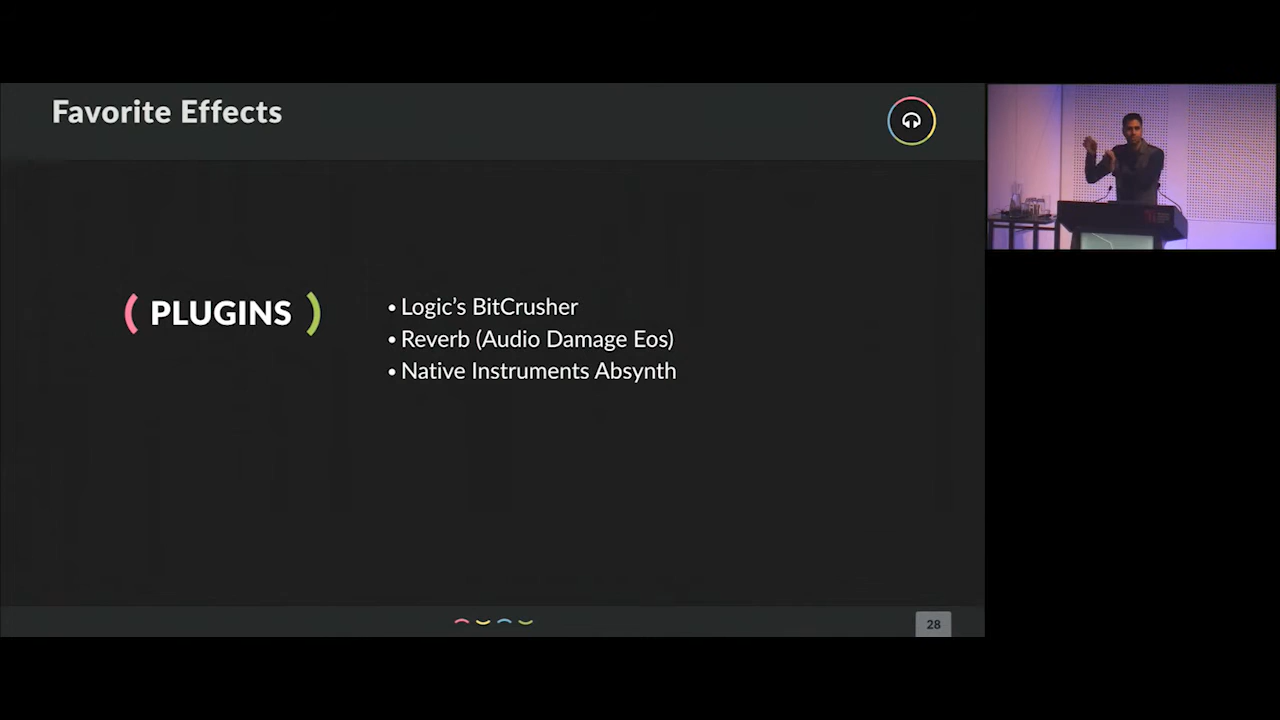 Favorite Effects
( PLUGINS )
• Logic’s BitCrusher
• Reverb (Audio Damage Eos)
• Native Instruments Absynth
28